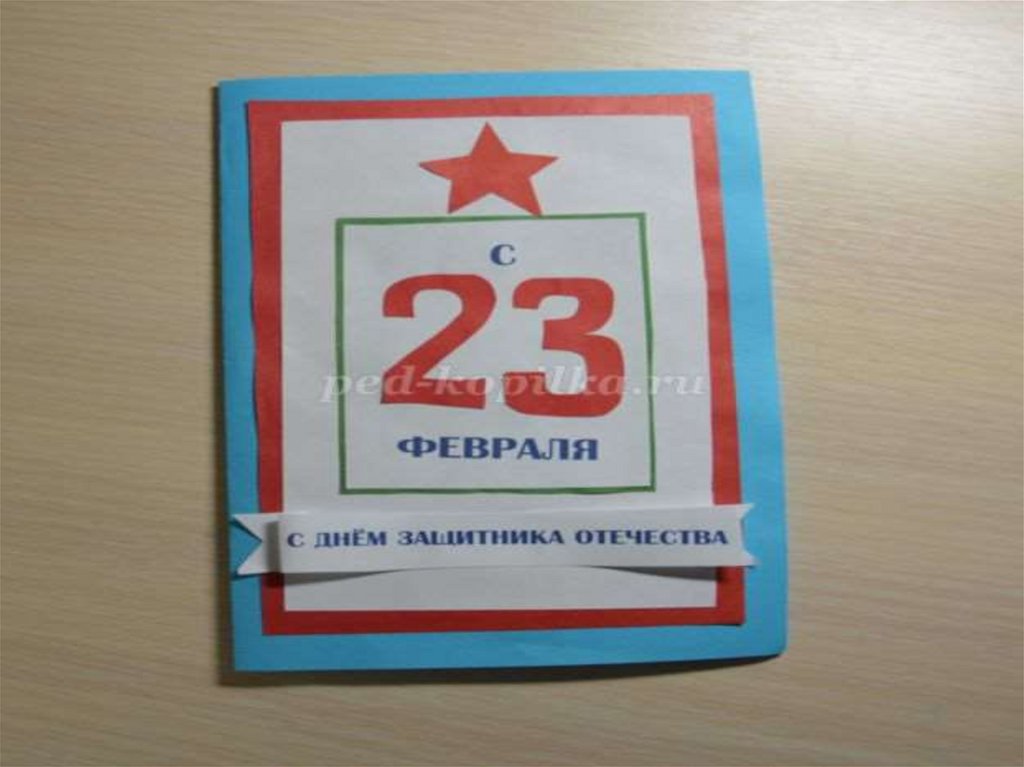 С
23
ФЕВРАЛЯ
ped-kopilka.ru
С ДНЁМ ЗАЩИТНИКА ОТЕЧЕСТВА